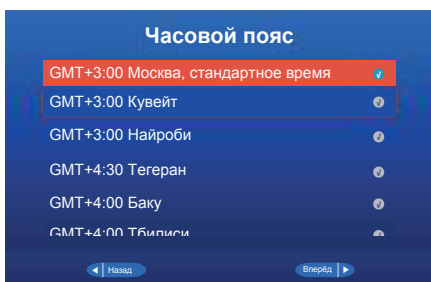 Часовой пояс
GMT+3:00 Москва, стандартное время
GMT+3:00 Кувейт
GMT+3:00 Найроби
GMT+4:30 Тегеран
GMT+4:00 Баку
GMT+4:00 Тбилиси
Назад
Вперёд